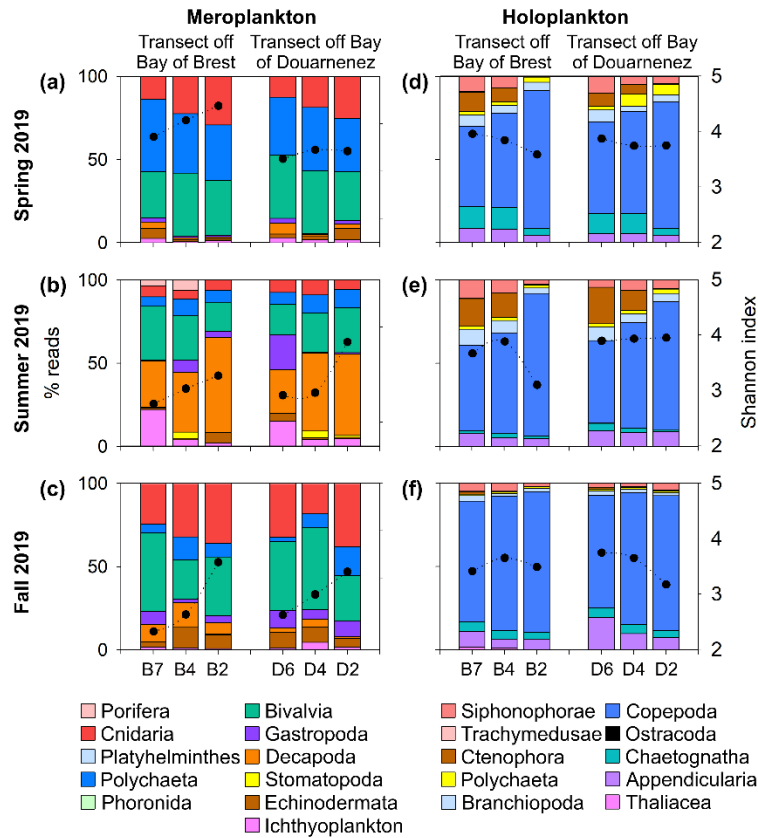 Meroplankton Holoplankton
Transect off Transect off Bay Transect off Transect off Bay
Bay of Brest of Douarnenez Bay of Brest of Douarnenez
(a) 100 (d) 5
4
Spring 2019 50
3
0 2
(b) 100 (e) 5
4
Summer 2019 % reads 50 Shannon index
3
0 2
(c) 100 (f) 5
4
Fall 2019 50
3
0 2
B7 B4 B2 D6 D4 D2 B7 B4 B2 D6 D4 D2
Porifera Bivalvia Siphonophorae Copepoda
Cnidaria Gastropoda Trachymedusae Ostracoda
Platyhelminthes Decapoda Ctenophora Chaetognatha
Polychaeta Stomatopoda Polychaeta Appendicularia
Phoronida Echinodermata Branchiopoda Thaliacea
Ichthyoplankton